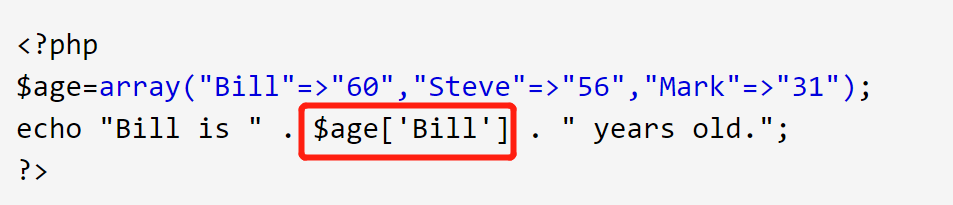 <?php
$age=array("Bill"=>"60","Steve"=>"56","Mark"=>"31");
echo "Bill is " . $age['Bill'] . " years old.";
?>